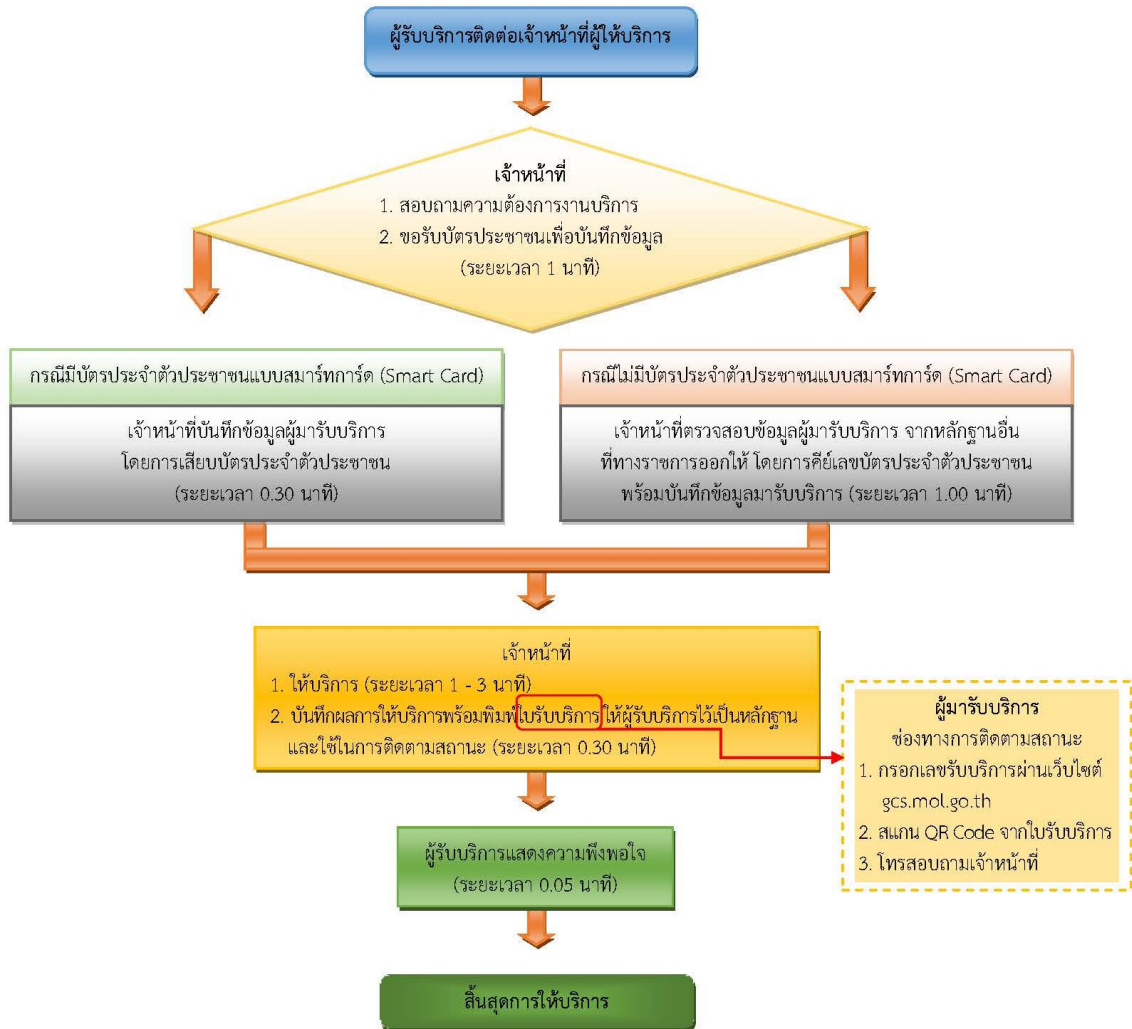 ผู้รับบริการติดต่อเจ้าหน้าที่ผู้ให้บริการ
เจ้าหน้าที่
1. สอบถามความต้องการงานบริการ
2. ขอรับบัตรประชาชนเพื่อบันทึกข้อมูล
(ระยะเวลา 1 นาที)
กรณีมีบัตรประจำตัวประชาชนแบบสมาร์ทการ์ด (Smart Card)
เจ้าหน้าที่บันทึกข้อมูลผู้มารับบริการ
โดยการเสียบบัตรประจำตัวประชาชน
(ระยะเวลา 0.30 นาที)
กรณีไม่มีบัตรประจำตัวประชาชนแบบสมาร์ทการ์ด (Smart Card)
เจ้าหน้าที่ตรวจสอบข้อมูลผู้มารับบริการ จากหลักฐานอื่น
ที่ทางราชการออกให้ โดยการคีย์เลขบัตรประจำตัวประชาชน
พร้อมบันทึกข้อมูลมารับบริการ (ระยะเวลา 1.00 นาที)
เจ้าหน้าที่
1. ให้บริการ (ระยะเวลา 1 - 3 นาที)
2. บันทึกผลการให้บริการพร้อมพิมพ์ใบรับบริการ ให้ผู้รับบริการไว้เป็นหลักฐาน
และใช้ในการติดตามสถานะ (ระยะเวลา 0.30 นาที)
ผู้มารับบริการ
ช่องทางการติดตามสถานะ
1. กรอกเลขรับบริการผ่านเว็บไซต์
gcs.mol.go.th
2. สแกน QR Code จากใบรับบริการ
3. โทรสอบถามเจ้าหน้าที่
ผู้รับบริการแสดงความพึงพอใจ
(ระยะเวลา 0.05 นาที)
สิ้นสุดการให้บริการ